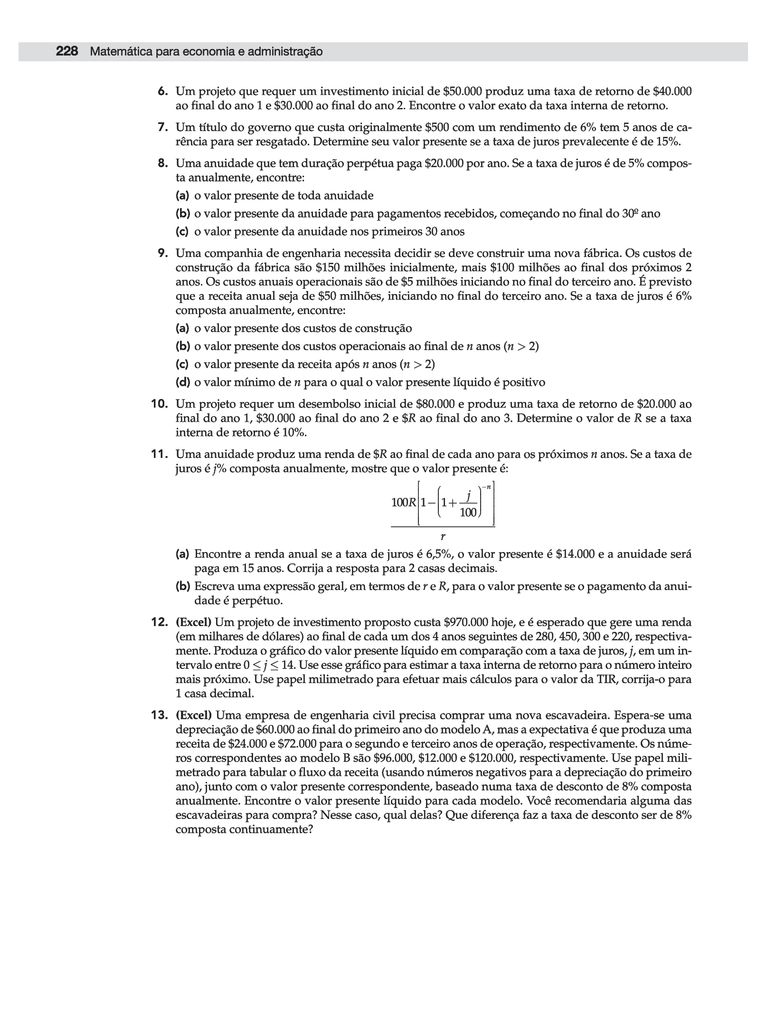 228 Matemática para economia e administração
6. Um projeto que requer um investimento inicial de $50.000 produz uma taxa de retorno de $40.000
ao final do ano 1 e $30.000 ao final do ano 2. Encontre o valor exato da taxa interna de retorno.
7. Um título do governo que custa originalmente $500 com um rendimento de 6% tem 5 anos de ca-
rência para ser resgatado. Determine seu valor presente se a taxa de juros prevalecente é de 15%.
8. Uma anuidade que tem duração perpétua paga $20.000 por ano. Se a taxa de juros é de 5% compos-
ta anualmente, encontre:
(a) o valor presente de toda anuidade
(b) o valor presente da anuidade para pagamentos recebidos, começando no final do 30º ano
(c) o valor presente da anuidade nos primeiros 30 anos
9. Uma companhia de engenharia necessita decidir se deve construir uma nova fábrica. Os custos de
construção da fábrica são $150 milhões inicialmente, mais $100 milhões ao final dos próximos 2
anos. Os custos anuais operacionais são de $5 milhões iniciando no final do terceiro ano. É previsto
que a receita anual seja de $50 milhões, iniciando no final do terceiro ano. Se a taxa de juros é 6%
composta anualmente, encontre:
(a) o valor presente dos custos de construção
(b) o valor presente dos custos operacionais ao final de n anos (n > 2)
(c) o valor presente da receita após n anos (n > 2)
(d) o valor mínimo de n para o qual o valor presente líquido é positivo
10. Um projeto requer um desembolso inicial de $80.000 e produz uma taxa de retorno de $20.000 ao
final do ano 1, $30.000 ao final do ano 2 e $R ao final do ano 3. Determine o valor de R se a taxa
interna de retorno é 10%.
11. Uma anuidade produz uma renda de $R ao final de cada ano para os próximos n anos. Se a taxa de
juros é j% composta anualmente, mostre que o valor presente é:
100R[1−(1+j/100)^−n]
r
(a) Encontre a renda anual se a taxa de juros é 6,5%, o valor presente é $14.000 e a anuidade será
paga em 15 anos. Corrija a resposta para 2 casas decimais.
(b) Escreva uma expressão geral, em termos de r e R, para o valor presente se o pagamento da anui-
dade é perpétuo.
12. (Excel) Um projeto de investimento proposto custa $970.000 hoje, e é esperado que gere uma renda
(em milhares de dólares) ao final de cada um dos 4 anos seguintes de 280, 450, 300 e 220, respectiva-
mente. Produza o gráfico do valor presente líquido em comparação com a taxa de juros, j, em um in-
tervalo entre 0 ≤ j ≤ 14. Use esse gráfico para estimar a taxa interna de retorno para o número inteiro
mais próximo. Use papel milimetrado para efetuar mais cálculos para o valor da TIR, corrija-o para
1 casa decimal.
13. (Excel) Uma empresa de engenharia civil precisa comprar uma nova escavadeira. Espera-se uma
depreciação de $60.000 ao final do primeiro ano do modelo A, mas a expectativa é que produza uma
receita de $24.000 e $72.000 para o segundo e terceiro anos de operação, respectivamente. Os núme-
ros correspondentes ao modelo B são $96.000, $12.000 e $120.000, respectivamente. Use papel mili-
metrado para tabular o fluxo da receita (usando números negativos para a depreciação do primeiro
ano), junto com o valor presente correspondente, baseado numa taxa de desconto de 8% composta
anualmente. Encontre o valor presente líquido para cada modelo. Você recomendaria alguma das
escavadeiras para compra? Nesse caso, qual delas? Que diferença faz a taxa de desconto ser de 8%
composta continuamente?